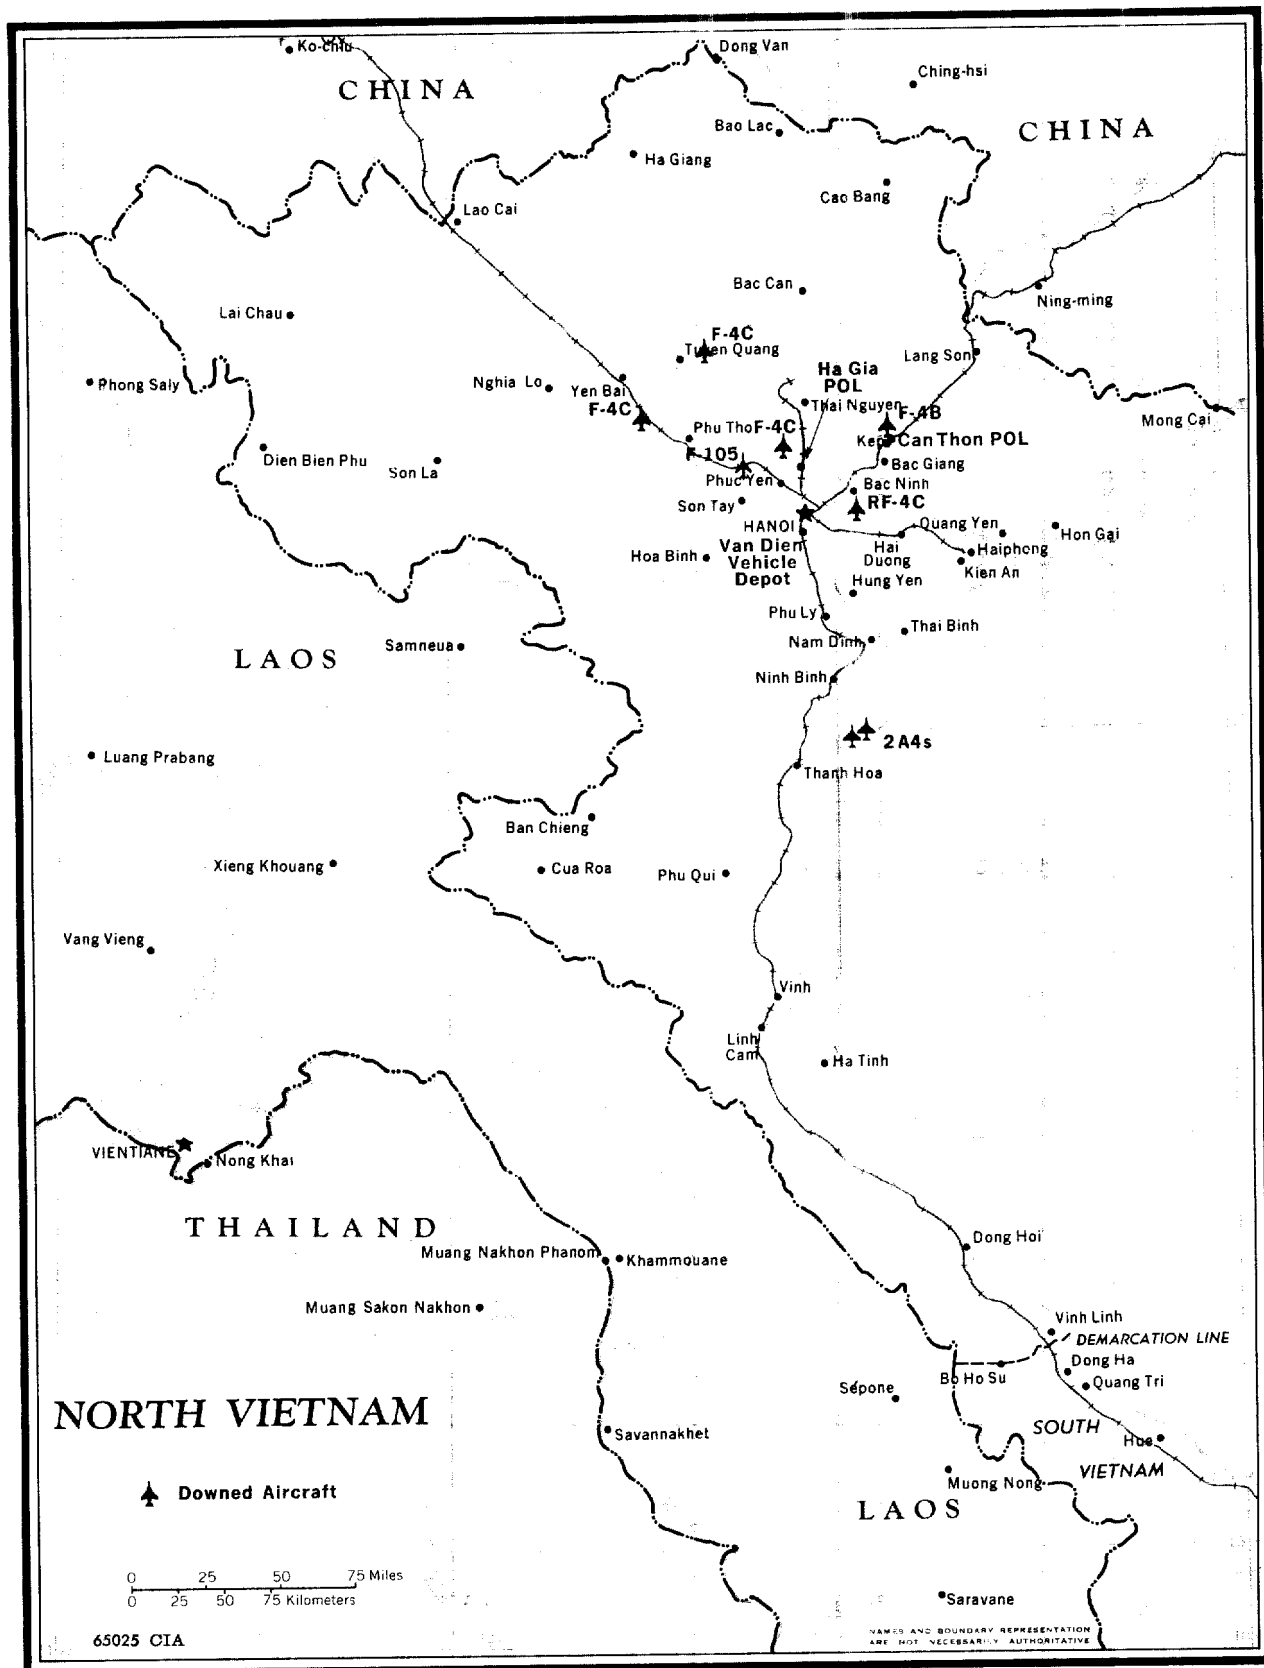 Ko-chiu
Dong Van
CHINA
Ching-hsi
Bao Lac
CHINA
Ha Giang
Cao Bang
Lao Cai
Bac Can
Ning-ming
Lai Chau
F-4C
Tuyen Quang
Lang Son
Phong Saly
Nghia Lo
Yen Bai
Ha Gia
POL
F-4C
Thai Nguyen
F-4B
Mong Cai
Phu Tho
F-4C
Kep
Can Thon POL
Dien Bien Phu
Son La
F-105
Bac Giang
Phuc Yen
Bac Ninh
Son Tay
RF-4C
HANOI
Quang Yen
Hon Gai
Van Dien
Vehicle
Depot
Hai
Duong
Haiphong
Hoa Binh
Kien An
Hung Yen
Phu Ly
Thai Binh
Nam Dinh
Samneua
LAOS
Ninh Binh
2 A4s
Luang Prabang
Thanh Hoa
Ban Chieng
Xieng Khouang
Cua Roa
Phu Qui
Vang Vieng
Vinh
Linh
Cam
Ha Tinh
VIENTIANE
Nong Khai
THAILAND
Dong Hoi
Muang Nakhon Phanom
Khammouane
Muang Sakon Nakhon
Vinh Linh
DEMARCATION LINE
Dong Ha
Bo Ho Su
Quang Tri
Sépone
NORTH VIETNAM
SOUTH
Savannakhet
Hue
VIETNAM
Muong Nong
Downed Aircraft
LAOS
0 25 50 75 Miles
0 25 50 75 Kilometers
Saravane
65025 CIA
NAMES AND BOUNDARY REPRESENTATION
ARE NOT NECESSARILY AUTHORITATIVE